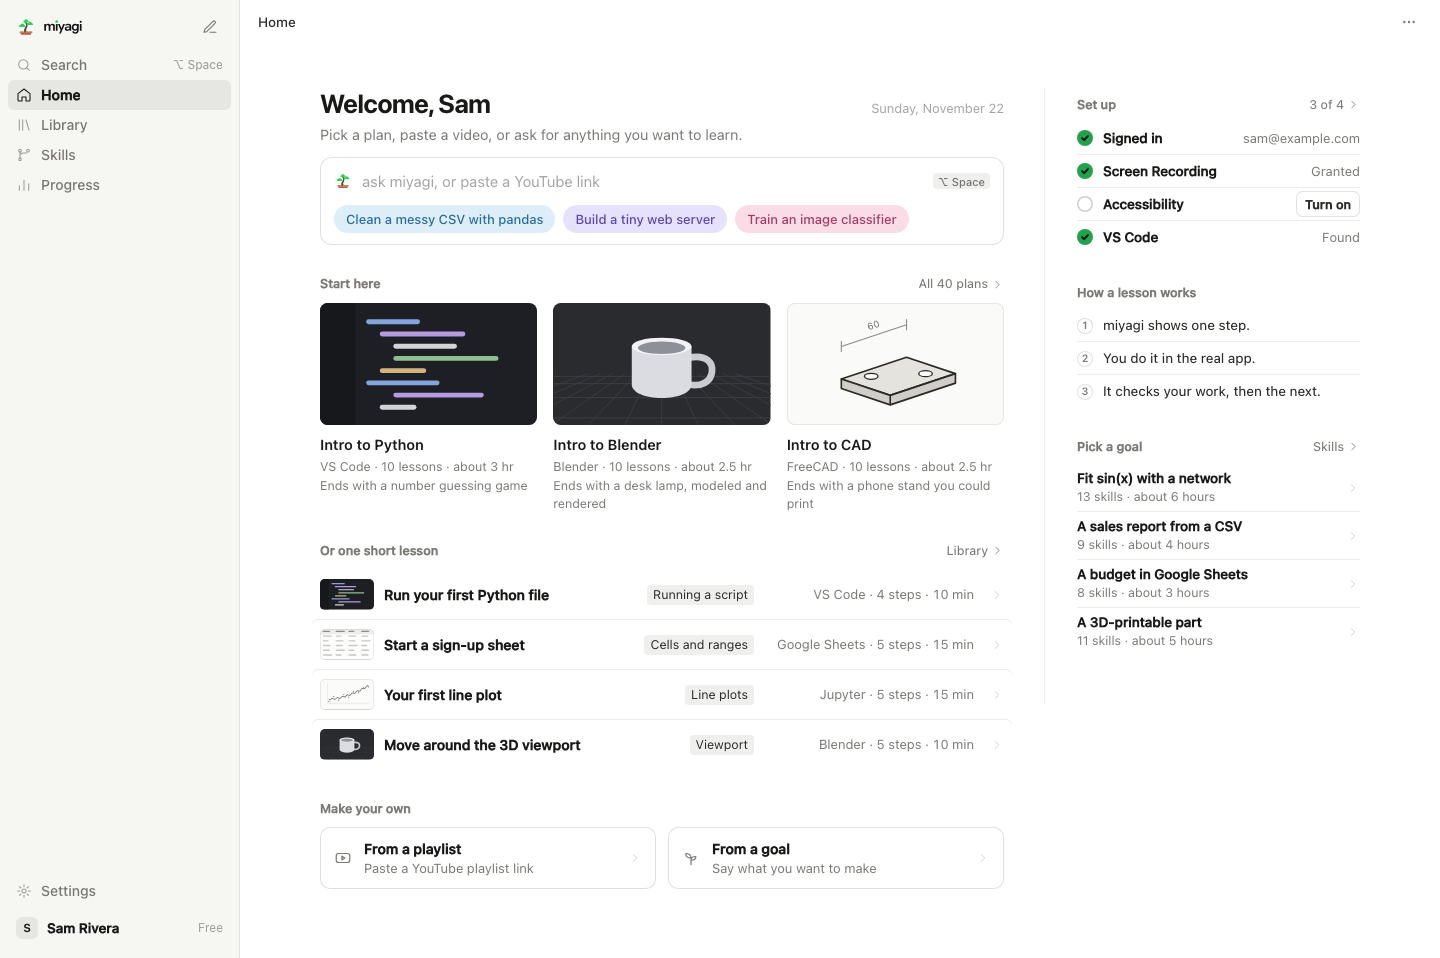 miyagi
Search
⌥ Space
Home
Library
Skills
Progress
Settings
S
Sam Rivera
Free
Home
Welcome, Sam
Sunday, November 22
Pick a plan, paste a video, or ask for anything you want to learn.
ask miyagi, or paste a YouTube link
⌥ Space
Clean a messy CSV with pandas
Build a tiny web server
Train an image classifier
Start here
All 40 plans
60
Intro to Python
VS Code · 10 lessons · about 3 hr
Ends with a number guessing game
Intro to Blender
Blender · 10 lessons · about 2.5 hr
Ends with a desk lamp, modeled and
rendered
Intro to CAD
FreeCAD · 10 lessons · about 2.5 hr
Ends with a phone stand you could
print
Or one short lesson
Library
Run your first Python file
Running a script
VS Code · 4 steps · 10 min
Start a sign-up sheet
Cells and ranges
Google Sheets · 5 steps · 15 min
Your first line plot
Line plots
Jupyter · 5 steps · 15 min
Move around the 3D viewport
Viewport
Blender · 5 steps · 10 min
Make your own
From a playlist
Paste a YouTube playlist link
From a goal
Say what you want to make
Set up
3 of 4
Signed in
sam@example.com
Screen Recording
Granted
Accessibility
Turn on
VS Code
Found
How a lesson works
1 miyagi shows one step.
2 You do it in the real app.
3 It checks your work, then the next.
Pick a goal
Skills
Fit sin(x) with a network
13 skills · about 6 hours
A sales report from a CSV
9 skills · about 4 hours
A budget in Google Sheets
8 skills · about 3 hours
A 3D-printable part
11 skills · about 5 hours